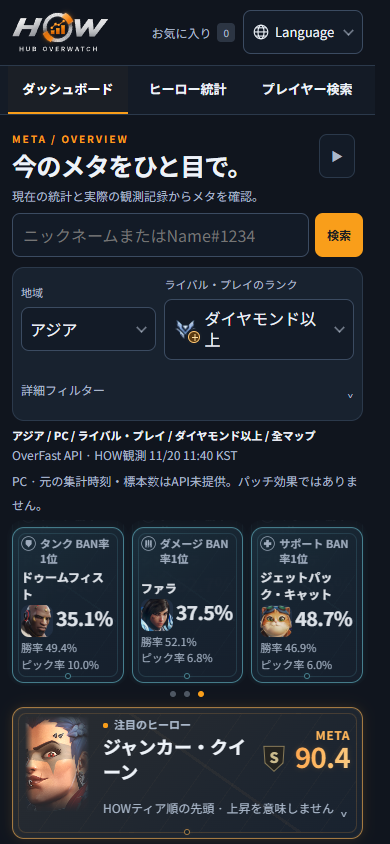 HOW
HUB OVERWATCH
お気に入り 0
Language
ダッシュボード ヒーロー統計 プレイヤー検索
META / OVERVIEW
今のメタをひと目で。
現在の統計と実際の観測記録からメタを確認。
ニックネームまたはName#1234
検索
地域
アジア
ライバル・プレイのランク
ダイヤモンド以
上
詳細フィルター
アジア / PC / ライバル・プレイ / ダイヤモンド以上 / 全マップ
OverFast API · HOW観測 11/20 11:40 KST
PC · 元の集計時刻・標本数はAPI未提供。パッチ効果ではありま
せん。
タンク BAN率
1位
ドゥームフィス
ト
35.1%
勝率 49.4%
ピック率 10.0%
ダメージ BAN
率1位
ファラ
37.5%
勝率 52.1%
ピック率 6.8%
サポート BAN
率1位
ジェットパッ
ク・キャット
48.7%
勝率 46.9%
ピック率 6.0%
注目のヒーロー
ジャンカー・クイ
ーン
S
META
90.4
HOWティア順の先頭 · 上昇を意味しません